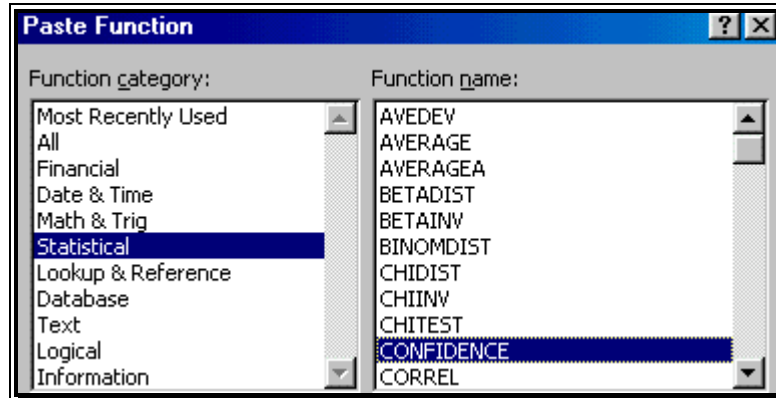 Paste Function
Function category:
Most Recently Used
All
Financial
Date & Time
Math & Trig
Statistical
Lookup & Reference
Database
Text
Logical
Information
Function name:
AVEDEV
AVERAGE
AVERAGEA
BETADIST
BETAINV
BINOMDIST
CHIDIST
CHIINV
CHITEST
CONFIDENCE
CORREL